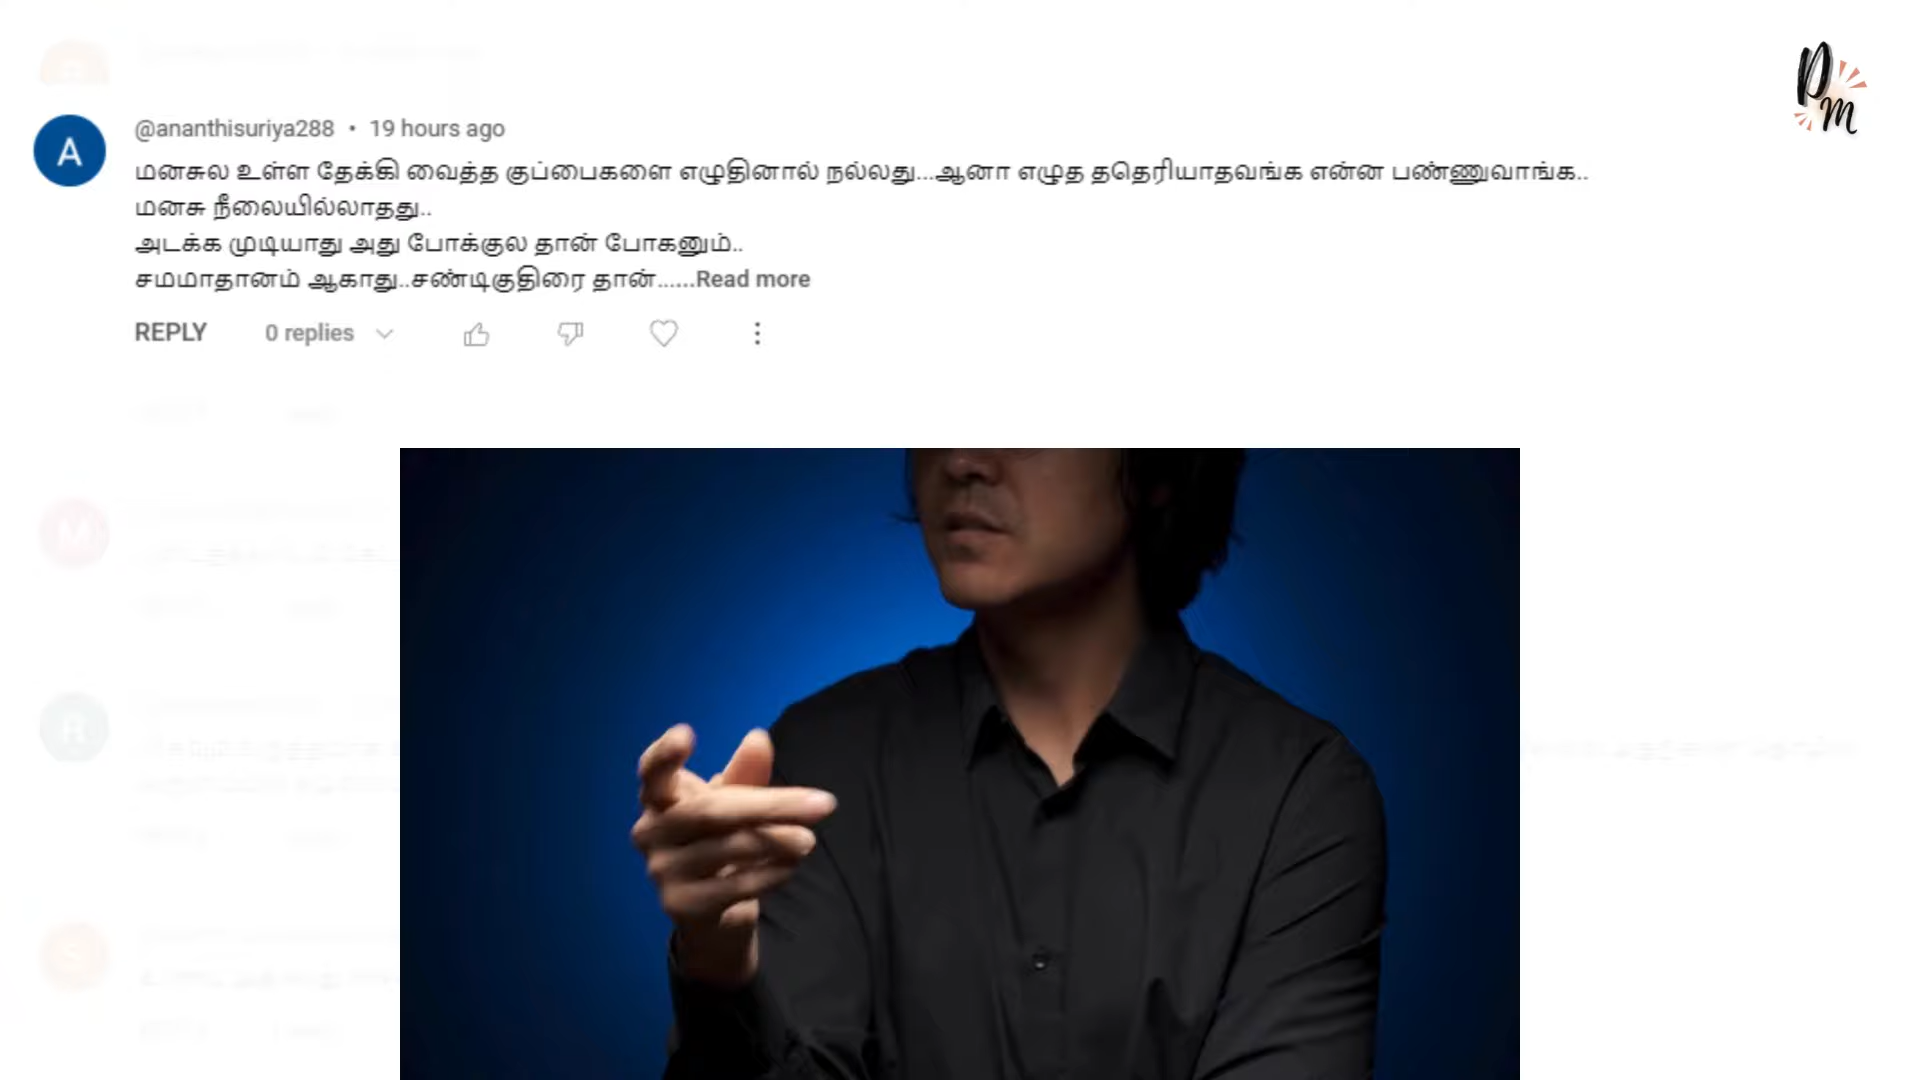 @ananthisuriya288 • 19 hours ago
மனசுல உள்ள தேக்கி வைத்த குப்பைகளை எழுதினால் நல்லது...ஆனா எழுத ததெரியாதவங்க என்ன பண்ணுவாங்க..
மனசு நீலையில்லாதது..
அடக்க முடியாது அது போக்குல தான் போகனும்..
சமமாதானம் ஆகாது..சண்டிகுதிரை தான்......Read more
REPLY 0 replies
A
PM